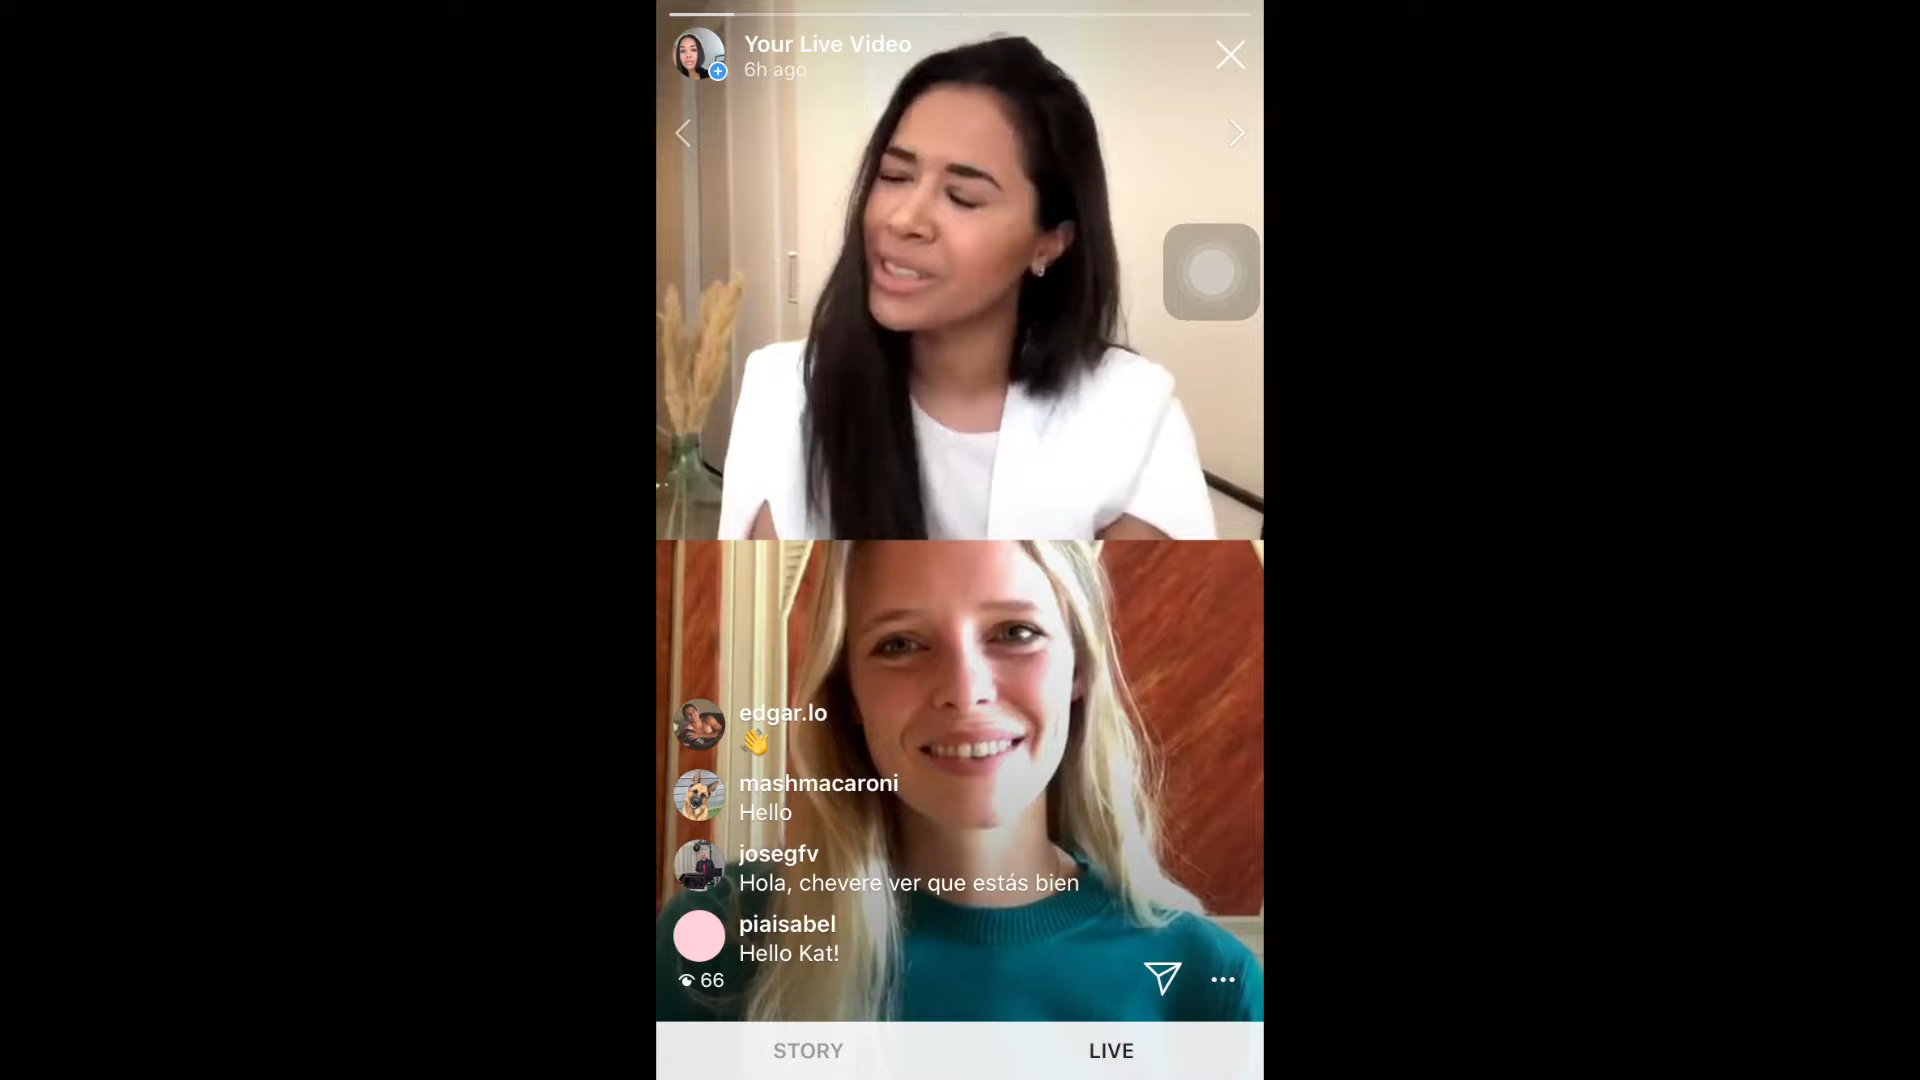 Your Live Video
6h ago
edgar.lo
👋
mashmacaroni
Hello
josegfv
Hola, chevere ver que estás bien
piaisabel
Hello Kat!
66
STORY
LIVE